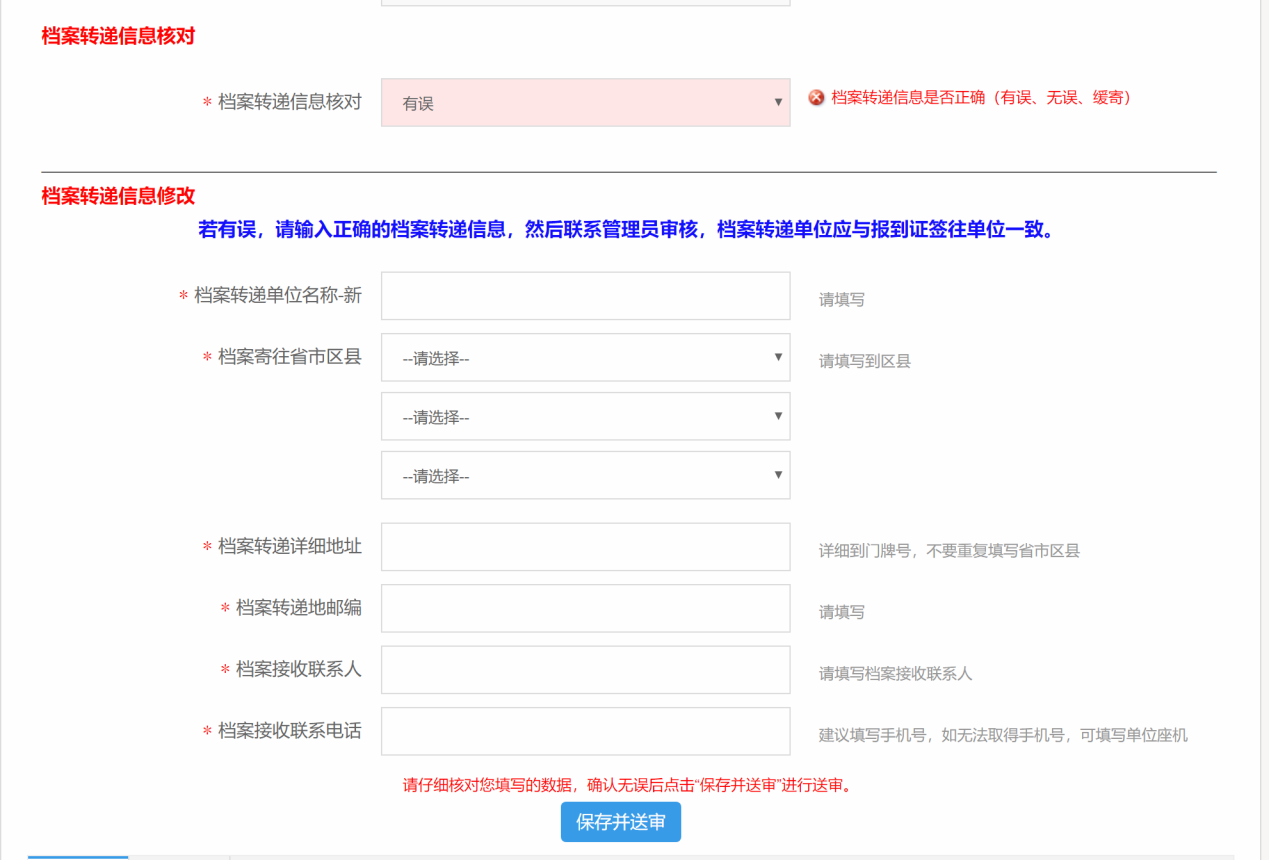 档案转递信息核对
* 档案转递信息核对 有误 ▼ 档案转递信息是否正确（有误、无误、缓寄）
档案转递信息修改
若有误，请输入正确的档案转递信息，然后联系管理员审核，档案转递单位应与报到证签往单位一致。
* 档案转递单位名称-新 请填写
* 档案寄往省市区县 --请选择-- ▼ 请填写到区县
--请选择-- ▼
--请选择-- ▼
* 档案转递详细地址 详细到门牌号，不要重复填写省市区县
* 档案转递地邮编 请填写
* 档案接收联系人 请填写档案接收联系人
* 档案接收联系电话 建议填写手机号，如无法取得手机号，可填写单位座机
请仔细核对您填写的数据，确认无误后点击“保存并送审”进行送审。
保存并送审